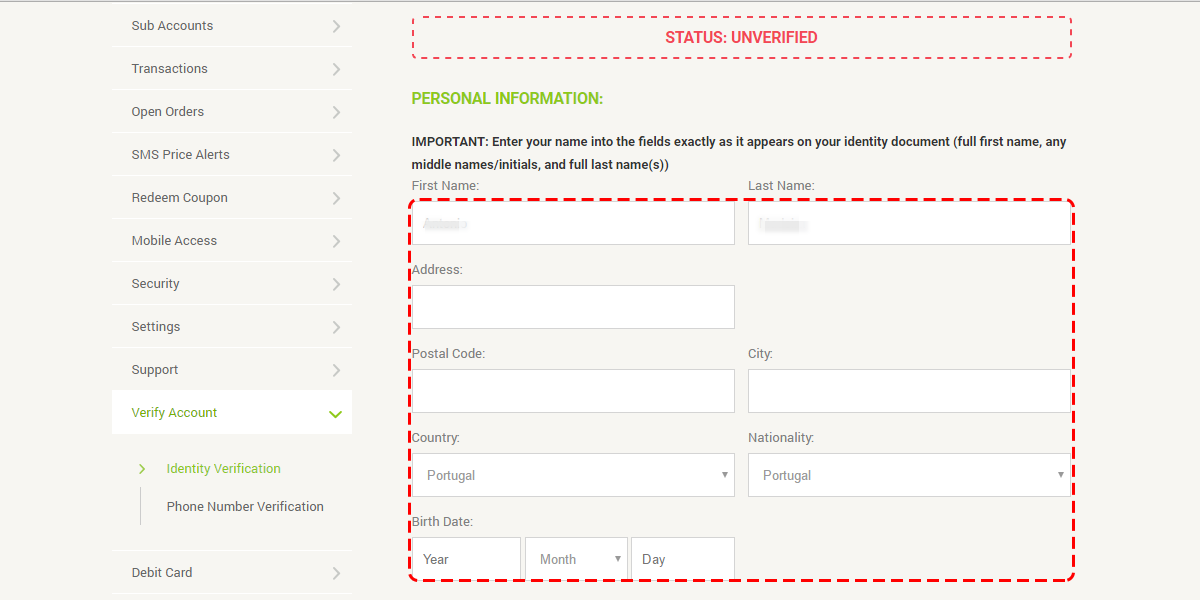 Sub Accounts
Transactions
Open Orders
SMS Price Alerts
Redeem Coupon
Mobile Access
Security
Settings
Support
Verify Account
Identity Verification
Phone Number Verification
Debit Card
STATUS: UNVERIFIED
PERSONAL INFORMATION:
IMPORTANT: Enter your name into the fields exactly as it appears on your identity document (full first name, any
middle names/initials, and full last name(s))
First Name: Last Name:
Address:
Postal Code: City:
Country: Nationality:
Portugal Portugal
Birth Date:
Year Month Day